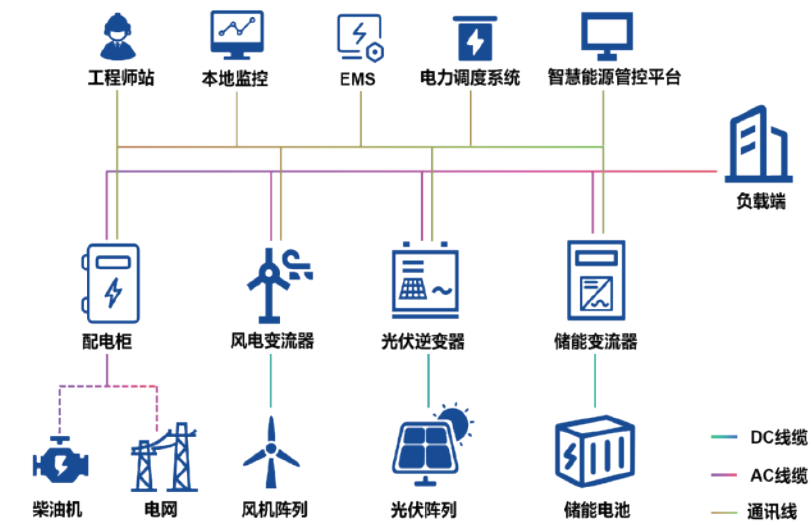 工程师站
本地监控
EMS
电力调度系统
智慧能源管控平台
负载端
配电柜
风电变流器
光伏逆变器
储能变流器
柴油机
电网
风机阵列
光伏阵列
储能电池
DC线缆
AC线缆
通讯线